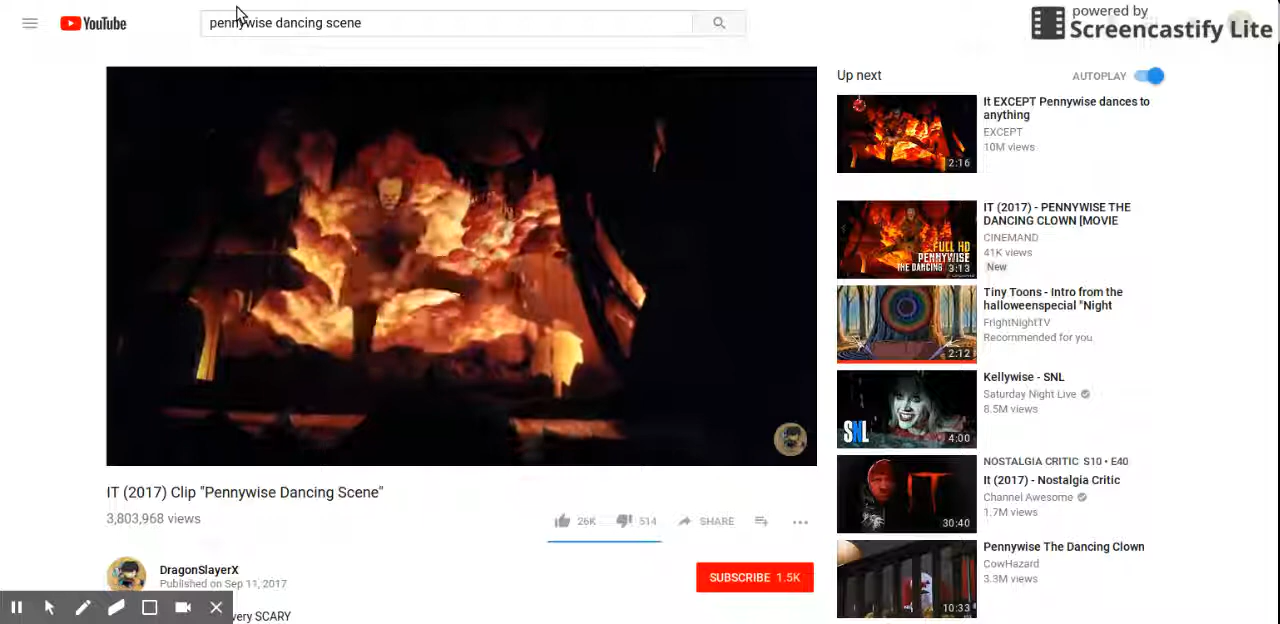 YouTube
pennywise dancing scene
powered by
Screencastify Lite
Up next
AUTOPLAY
2:16
It EXCEPT Pennywise dances to
anything
EXCEPT
10M views
FULL HD
PENNYWISE
THE DANCING
3:13
IT (2017) - PENNYWISE THE
DANCING CLOWN [MOVIE
CINEMAND
41K views
New
2:12
Tiny Toons - Intro from the
halloweenspecial "Night
FrightNightTV
Recommended for you
SNL
4:00
Kellywise - SNL
Saturday Night Live
8.5M views
IT
30:40
NOSTALGIA CRITIC S10 • E40
It (2017) - Nostalgia Critic
Channel Awesome
1.7M views
10:33
Pennywise The Dancing Clown
CowHazard
3.3M views
IT (2017) Clip "Pennywise Dancing Scene"
3,803,968 views
26K
514
SHARE
DragonSlayerX
Published on Sep 11, 2017
SUBSCRIBE 1.5K
very SCARY